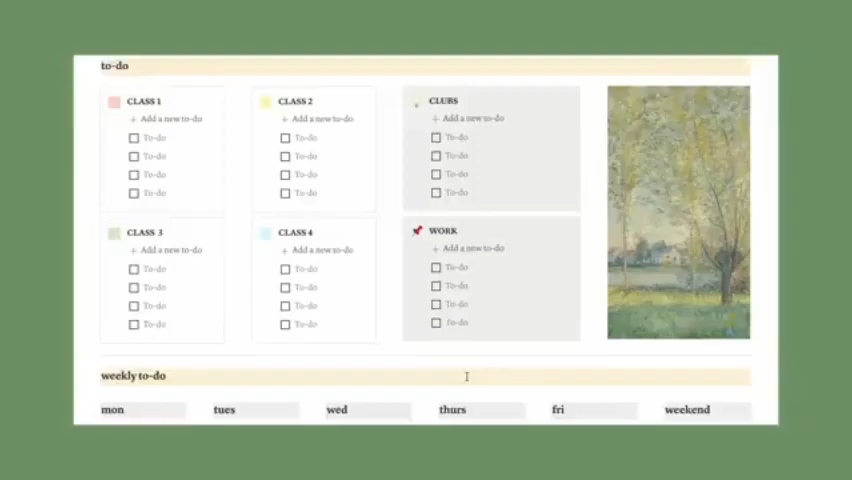 to-do
CLASS 1
+ Add a new to-do
To-do
To-do
To-do
To-do
CLASS 2
+ Add a new to-do
To-do
To-do
To-do
To-do
CLUBS
+ Add a new to-do
To-do
To-do
To-do
To-do
CLASS 3
+ Add a new to-do
To-do
To-do
To-do
To-do
CLASS 4
+ Add a new to-do
To-do
To-do
To-do
To-do
WORK
+ Add a new to-do
To-do
To-do
To-do
To-do
weekly to-do
mon tues wed thurs fri weekend